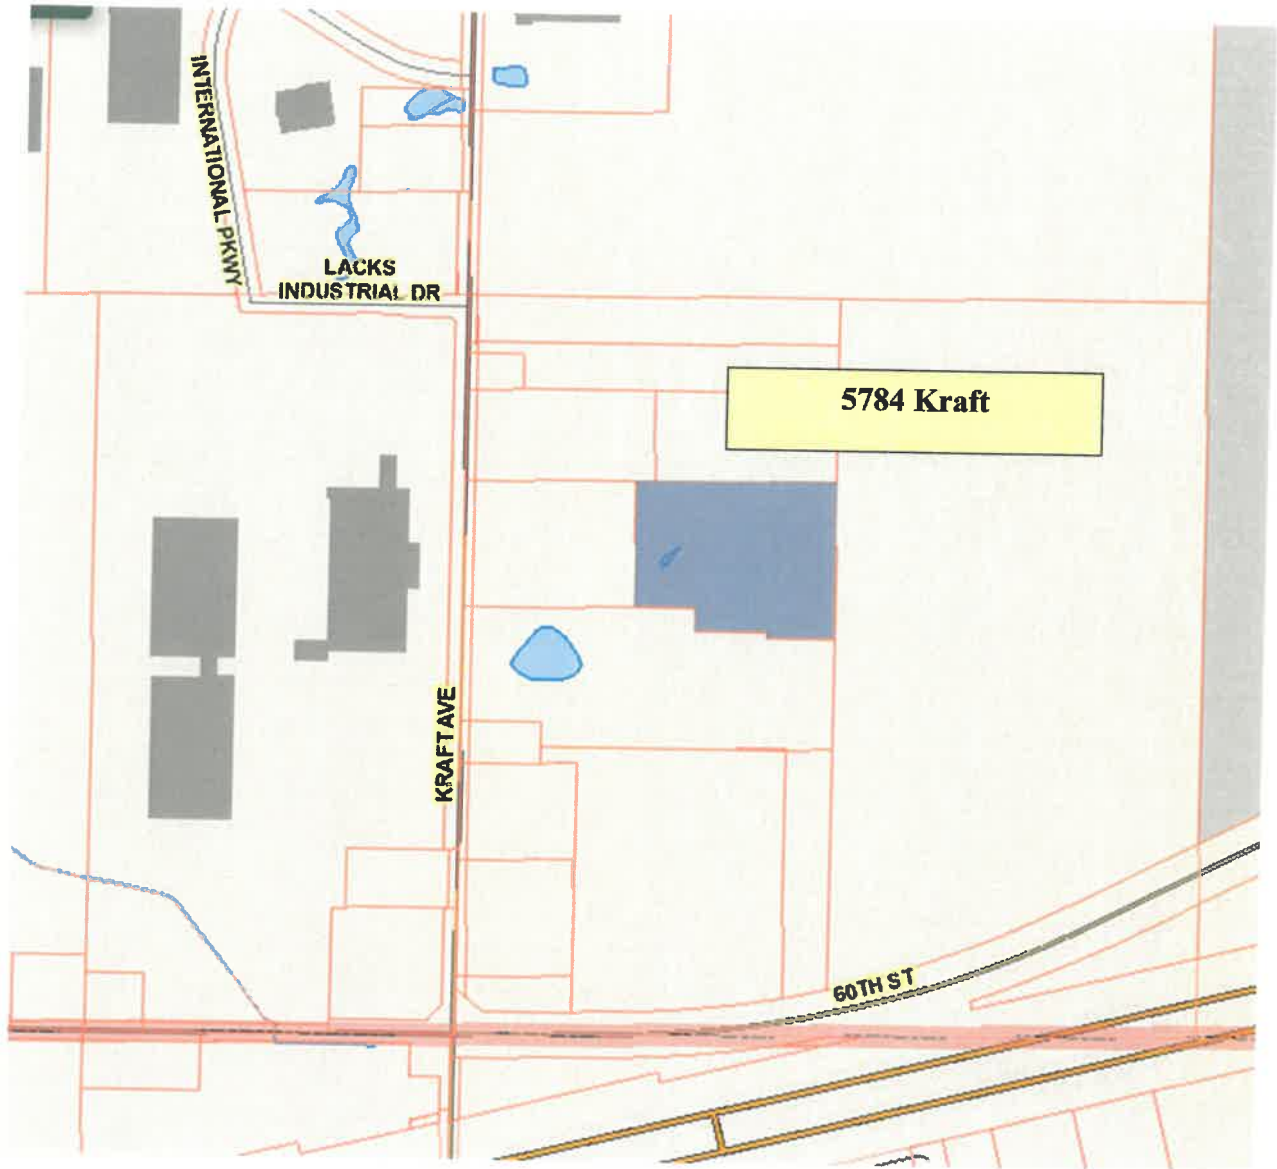 INTERNATIONAL PKWY
LACKS
INDUSTRIAL DR
5784 Kraft
KRAFT AVE
60TH ST